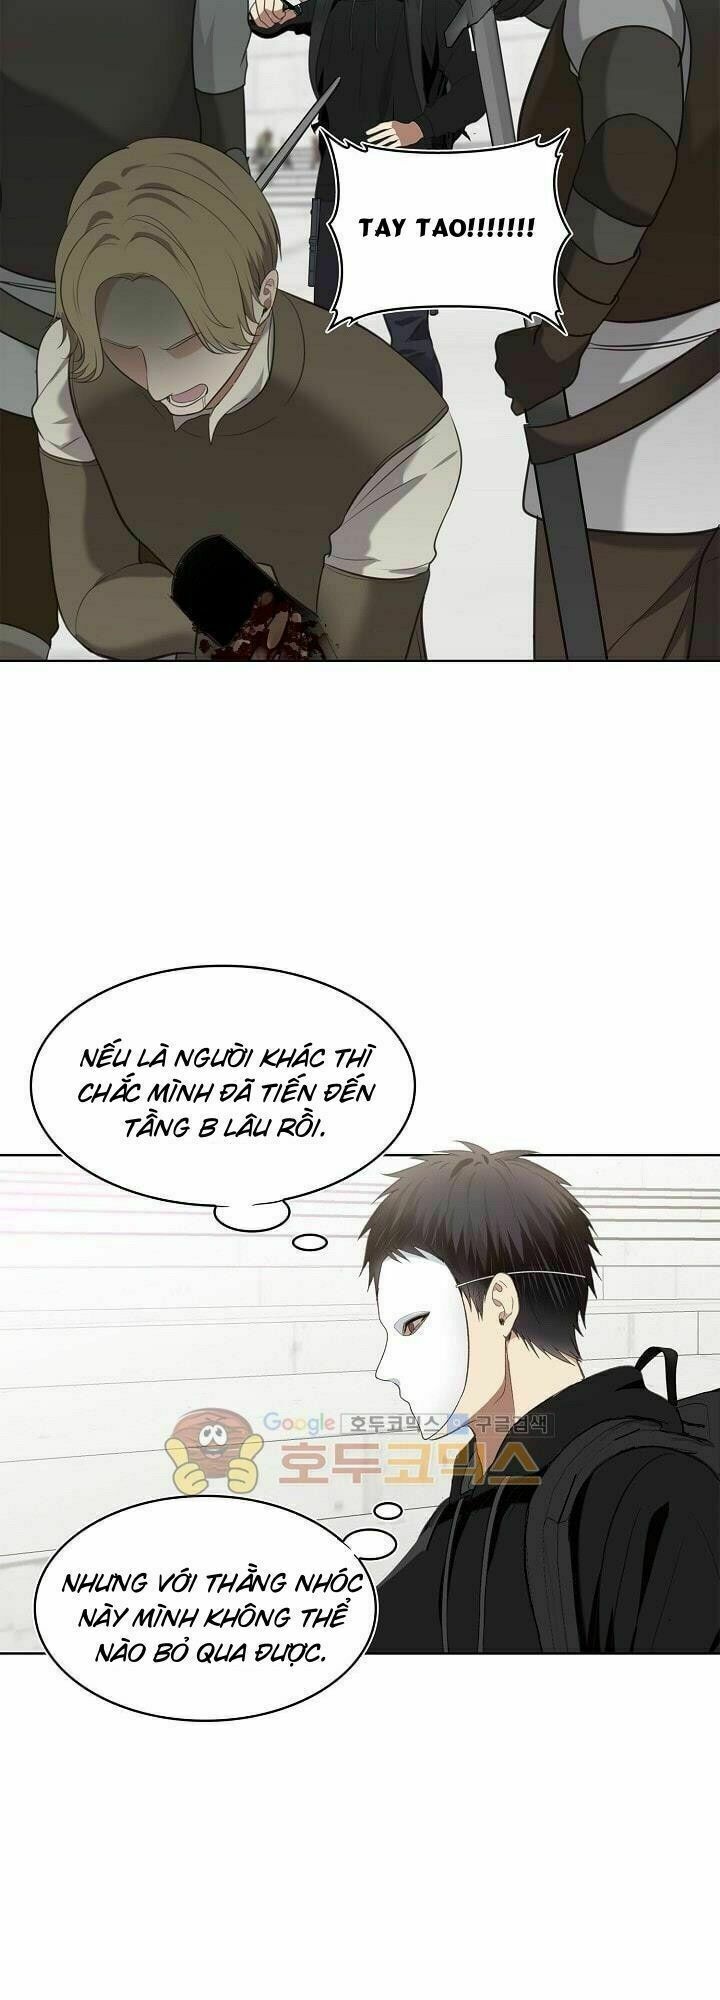 TAY TAO!!!!!!!
NẾU LÀ NGƯỜI KHÁC THÌ
CHẮC MÌNH ĐÃ TIẾN ĐẾN
TẦNG B LÂU RỒI.
Google 호두코믹스 구글검색
호두코믹스
NHƯNG VỚI THẰNG NHÓC
NÀY MÌNH KHÔNG THỂ
NÀO BỎ QUA ĐƯỢC.